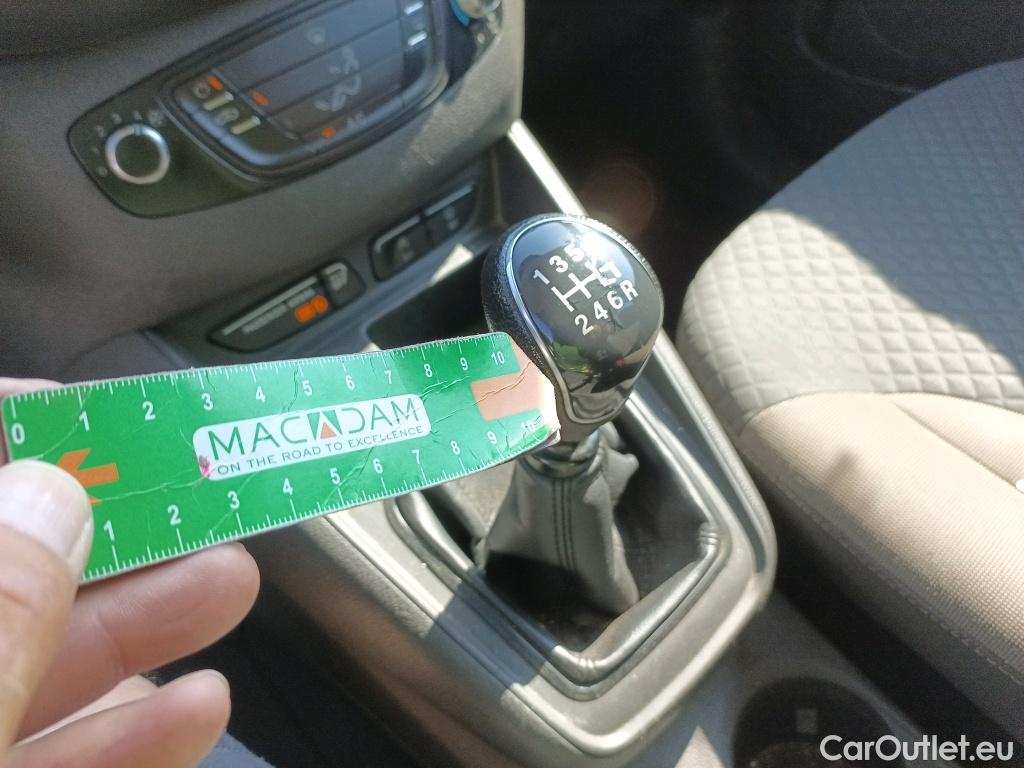 1 3 5
2 4 6 R
0 1 2 3 4 5 6 7 8 9 10
MACADAM
ON THE ROAD TO EXCELLENCE
1 2 3 4 5 6 7 8 9 10
CarOutlet.eu